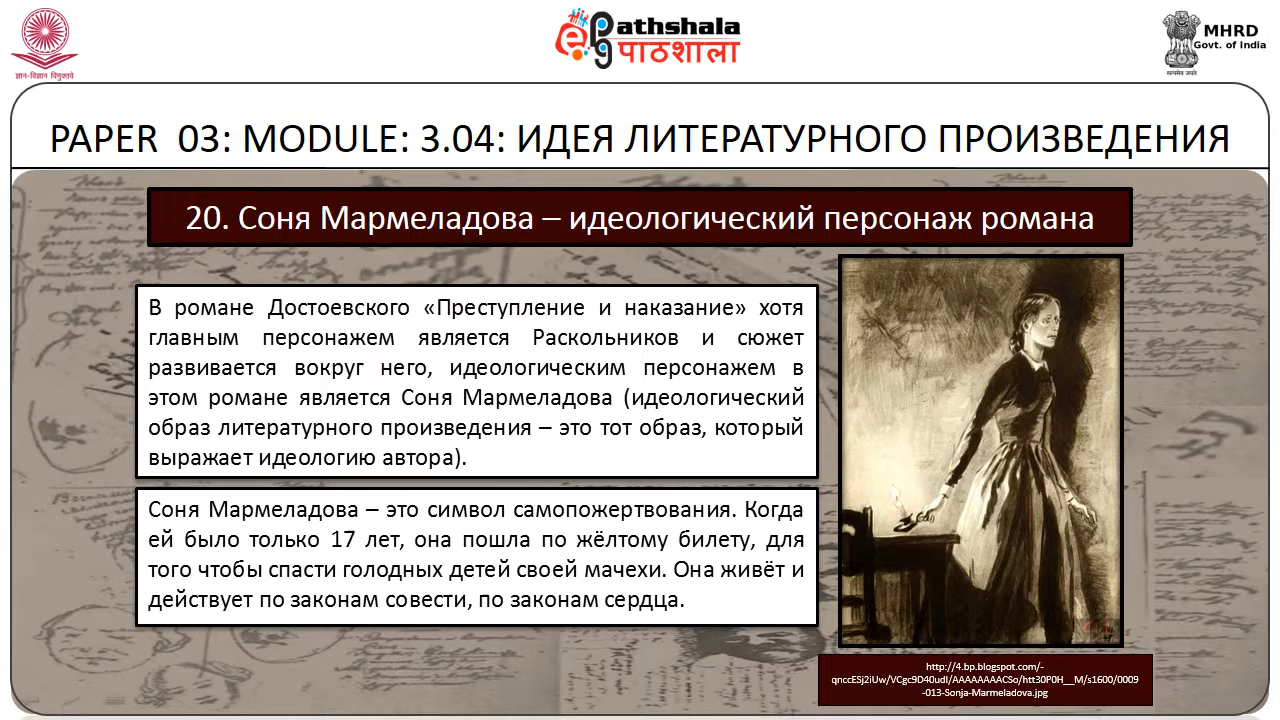 ज्ञान-विज्ञान विमुक्तये
ePathshala
पाठशाला
MHRD
Govt. of India
सत्यमेव जयते
PAPER 03: MODULE: 3.04: ИДЕЯ ЛИТЕРАТУРНОГО ПРОИЗВЕДЕНИЯ
20. Соня Мармеладова – идеологический персонаж романа
В романе Достоевского «Преступление и наказание» хотя
главным персонажем является Раскольников и сюжет
развивается вокруг него, идеологическим персонажем в
этом романе является Соня Мармеладова (идеологический
образ литературного произведения – это тот образ, который
выражает идеологию автора).
Соня Мармеладова – это символ самопожертвования. Когда
ей было только 17 лет, она пошла по жёлтому билету, для
того чтобы спасти голодных детей своей мачехи. Она живёт и
действует по законам совести, по законам сердца.
http://4.bp.blogspot.com/-
qnccESj2iUw/VCgc9D40udI/AAAAAAAACSo/htt30P0H__M/s1600/0009
-013-Sonja-Marmeladova.jpg